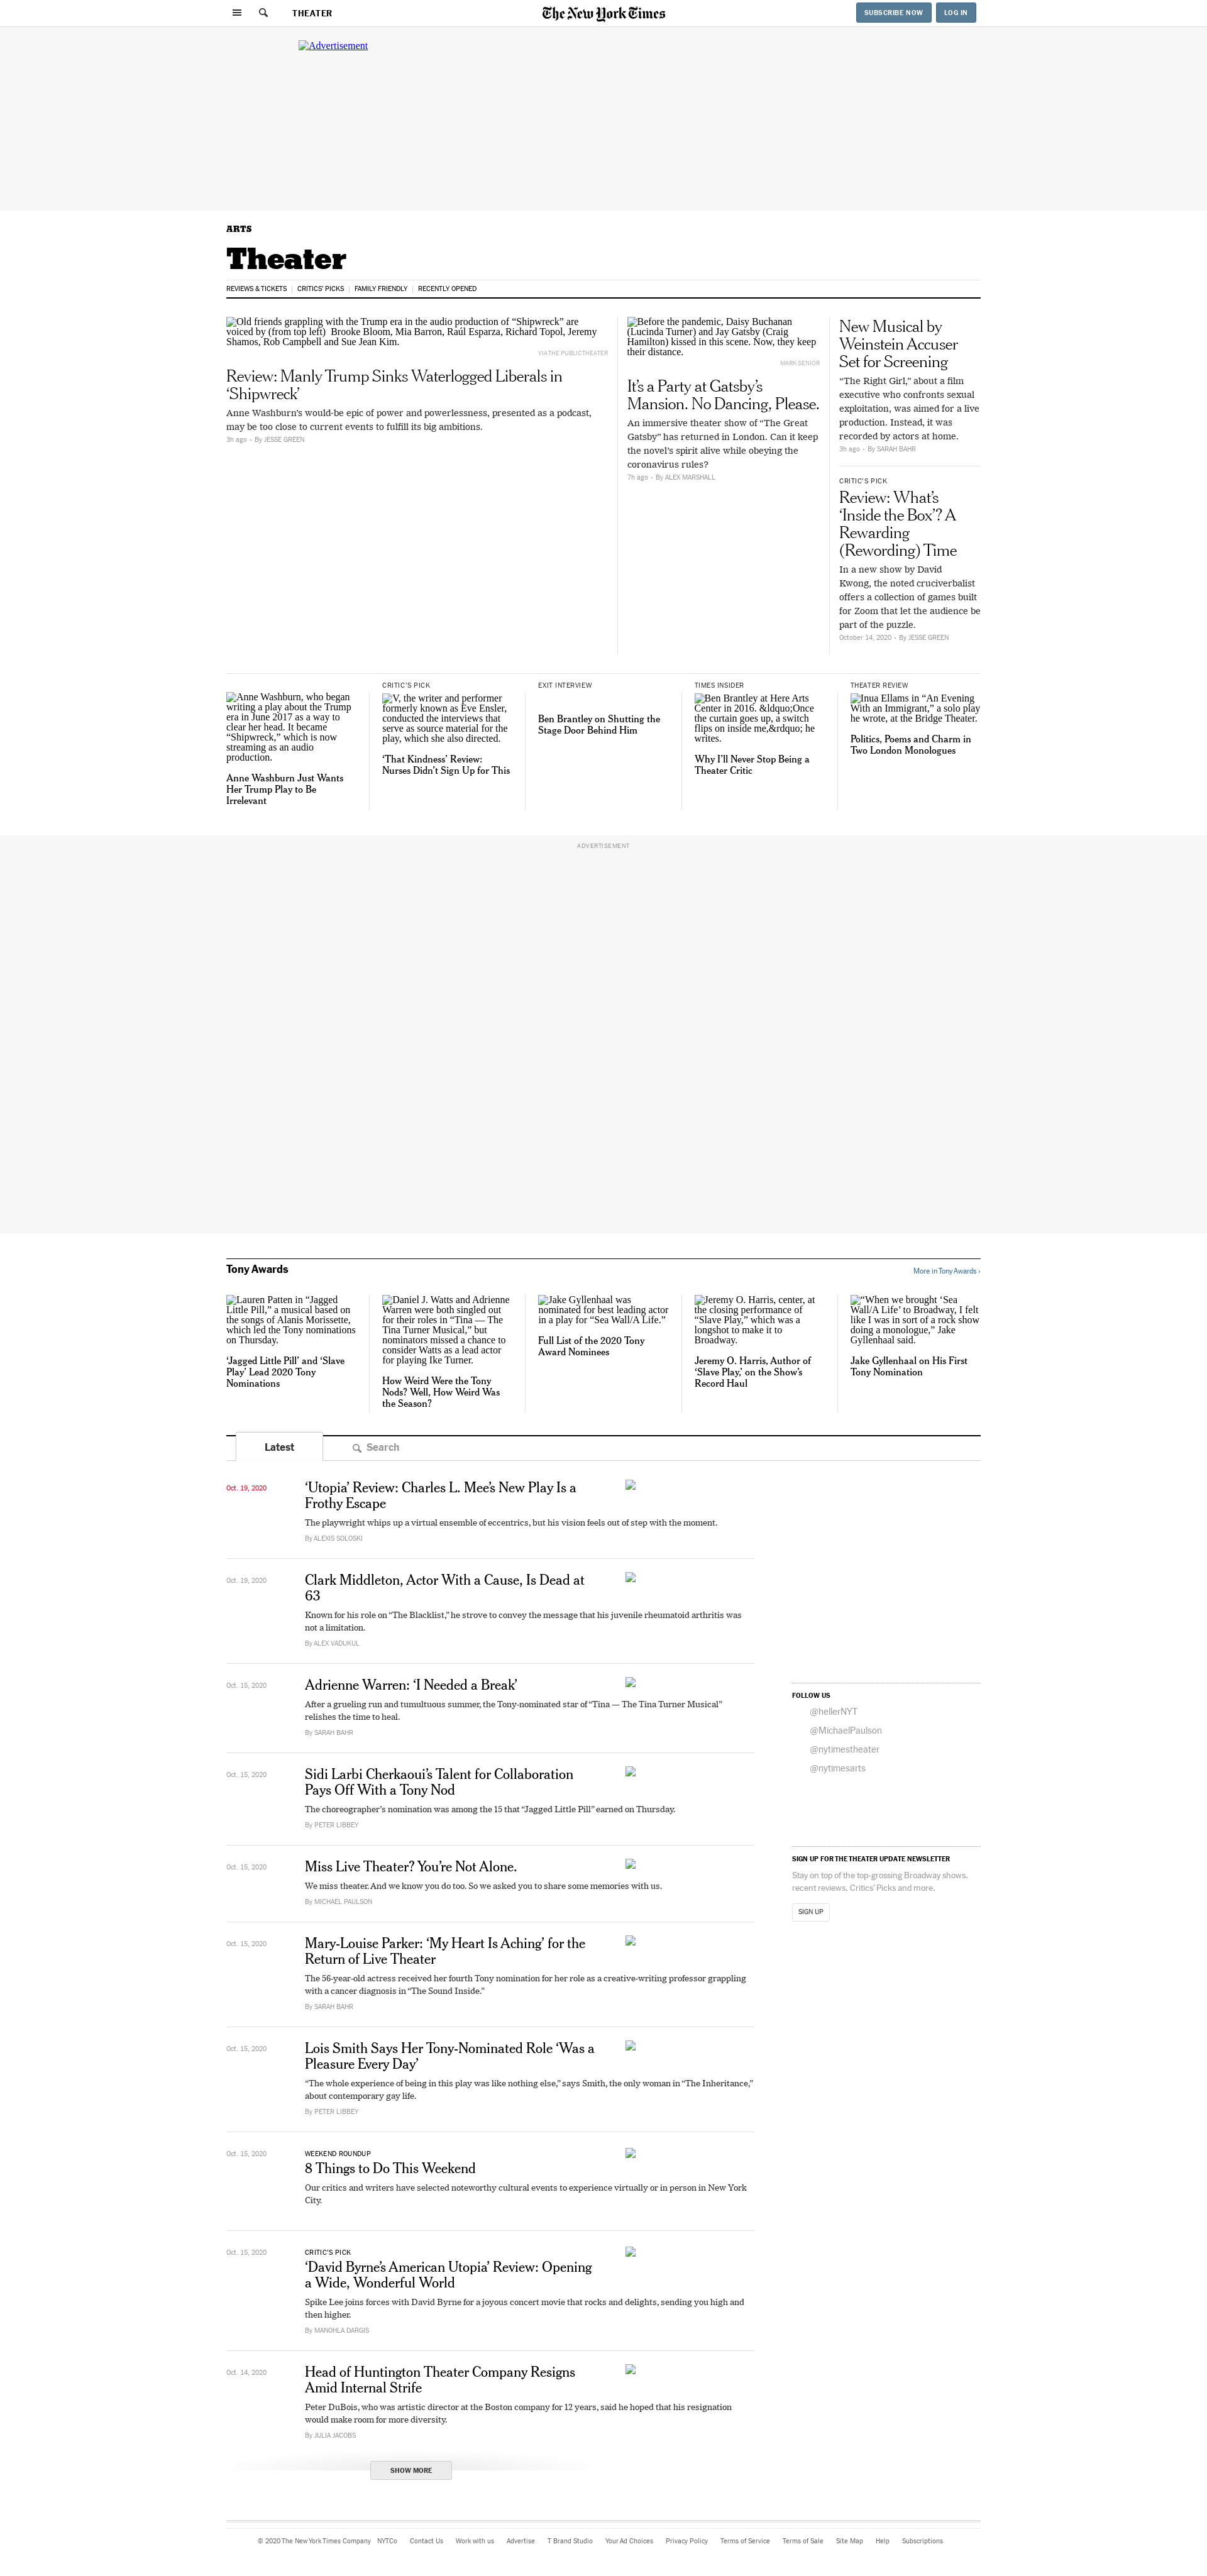 THEATER
The New York Times
SUBSCRIBE NOW
LOG IN
Advertisement
ARTS
Theater
REVIEWS & TICKETS
CRITICS' PICKS
FAMILY FRIENDLY
RECENTLY OPENED
Old friends grappling with the Trump era in the audio production of “Shipwreck” are
voiced by (from top left) Brooke Bloom, Mia Barron, Raúl Esparza, Richard Topol, Jeremy
Shamos, Rob Campbell and Sue Jean Kim.
VIA THE PUBLIC THEATER
Review: Manly Trump Sinks Waterlogged Liberals in
‘Shipwreck’
Anne Washburn’s would-be epic of power and powerlessness, presented as a podcast,
may be too close to current events to fulfill its big ambitions.
3h ago • By JESSE GREEN
Before the pandemic, Daisy Buchanan
(Lucinda Turner) and Jay Gatsby (Craig
Hamilton) kissed in this scene. Now, they keep
their distance.
MARK SENIOR
It’s a Party at Gatsby’s
Mansion. No Dancing, Please.
An immersive theater show of “The Great
Gatsby” has returned in London. Can it keep
the novel’s spirit alive while obeying the
coronavirus rules?
7h ago • By ALEX MARSHALL
New Musical by
Weinstein Accuser
Set for Screening
“The Right Girl,” about a film
executive who confronts sexual
exploitation, was aimed for a live
production. Instead, it was
recorded by actors at home.
3h ago • By SARAH BAHR
CRITIC’S PICK
Review: What’s
‘Inside the Box’? A
Rewarding
(Rewording) Time
In a new show by David
Kwong, the noted cruciverbalist
offers a collection of games built
for Zoom that let the audience be
part of the puzzle.
October 14, 2020 • By JESSE GREEN
Anne Washburn, who began
writing a play about the Trump
era in June 2017 as a way to
clear her head. It became
“Shipwreck,” which is now
streaming as an audio
production.
Anne Washburn Just Wants
Her Trump Play to Be
Irrelevant
CRITIC’S PICK
V, the writer and performer
formerly known as Eve Ensler,
conducted the interviews that
serve as source material for the
play, which she also directed.
‘That Kindness’ Review:
Nurses Didn’t Sign Up for This
EXIT INTERVIEW
Ben Brantley on Shutting the
Stage Door Behind Him
TIMES INSIDER
Ben Brantley at Here Arts
Center in 2016. &ldquo;Once
the curtain goes up, a switch
flips on inside me,&rdquo; he
writes.
Why I’ll Never Stop Being a
Theater Critic
THEATER REVIEW
Inua Ellams in “An Evening
With an Immigrant,” a solo play
he wrote, at the Bridge Theater.
Politics, Poems and Charm in
Two London Monologues
ADVERTISEMENT
Tony Awards
More in Tony Awards ›
Lauren Patten in “Jagged
Little Pill,” a musical based on
the songs of Alanis Morissette,
which led the Tony nominations
on Thursday.
‘Jagged Little Pill’ and ‘Slave
Play’ Lead 2020 Tony
Nominations
Daniel J. Watts and Adrienne
Warren were both singled out
for their roles in “Tina — The
Tina Turner Musical,” but
nominators missed a chance to
consider Watts as a lead actor
for playing Ike Turner.
How Weird Were the Tony
Nods? Well, How Weird Was
the Season?
Jake Gyllenhaal was
nominated for best leading actor
in a play for “Sea Wall/A Life.”
Full List of the 2020 Tony
Award Nominees
Jeremy O. Harris, center, at
the closing performance of
“Slave Play,” which was a
longshot to make it to
Broadway.
Jeremy O. Harris, Author of
‘Slave Play,’ on the Show’s
Record Haul
“When we brought ‘Sea
Wall/A Life’ to Broadway, I felt
like I was in sort of a rock show
doing a monologue,” Jake
Gyllenhaal said.
Jake Gyllenhaal on His First
Tony Nomination
Latest
Search
Oct. 19, 2020
‘Utopia’ Review: Charles L. Mee’s New Play Is a
Frothy Escape
The playwright whips up a virtual ensemble of eccentrics, but his vision feels out of step with the moment.
By ALEXIS SOLOSKI
Oct. 19, 2020
Clark Middleton, Actor With a Cause, Is Dead at
63
Known for his role on “The Blacklist,” he strove to convey the message that his juvenile rheumatoid arthritis was
not a limitation.
By ALEX VADUKUL
Oct. 15, 2020
Adrienne Warren: ‘I Needed a Break’
After a grueling run and tumultuous summer, the Tony-nominated star of “Tina — The Tina Turner Musical”
relishes the time to heal.
By SARAH BAHR
Oct. 15, 2020
Sidi Larbi Cherkaoui’s Talent for Collaboration
Pays Off With a Tony Nod
The choreographer’s nomination was among the 15 that “Jagged Little Pill” earned on Thursday.
By PETER LIBBEY
Oct. 15, 2020
Miss Live Theater? You’re Not Alone.
We miss theater. And we know you do too. So we asked you to share some memories with us.
By MICHAEL PAULSON
Oct. 15, 2020
Mary-Louise Parker: ‘My Heart Is Aching’ for the
Return of Live Theater
The 56-year-old actress received her fourth Tony nomination for her role as a creative-writing professor grappling
with a cancer diagnosis in “The Sound Inside.”
By SARAH BAHR
Oct. 15, 2020
Lois Smith Says Her Tony-Nominated Role ‘Was a
Pleasure Every Day’
“The whole experience of being in this play was like nothing else,” says Smith, the only woman in “The Inheritance,”
about contemporary gay life.
By PETER LIBBEY
Oct. 15, 2020
WEEKEND ROUNDUP
8 Things to Do This Weekend
Our critics and writers have selected noteworthy cultural events to experience virtually or in person in New York
City.
Oct. 15, 2020
CRITIC’S PICK
‘David Byrne’s American Utopia’ Review: Opening
a Wide, Wonderful World
Spike Lee joins forces with David Byrne for a joyous concert movie that rocks and delights, sending you high and
then higher.
By MANOHLA DARGIS
Oct. 14, 2020
Head of Huntington Theater Company Resigns
Amid Internal Strife
Peter DuBois, who was artistic director at the Boston company for 12 years, said he hoped that his resignation
would make room for more diversity.
By JULIA JACOBS
SHOW MORE
FOLLOW US
@hellerNYT
@MichaelPaulson
@nytimestheater
@nytimesarts
SIGN UP FOR THE THEATER UPDATE NEWSLETTER
Stay on top of the top-grossing Broadway shows,
recent reviews, Critics’ Picks and more.
SIGN UP
© 2020 The New York Times Company
NYTCo
Contact Us
Work with us
Advertise
T Brand Studio
Your Ad Choices
Privacy Policy
Terms of Service
Terms of Sale
Site Map
Help
Subscriptions